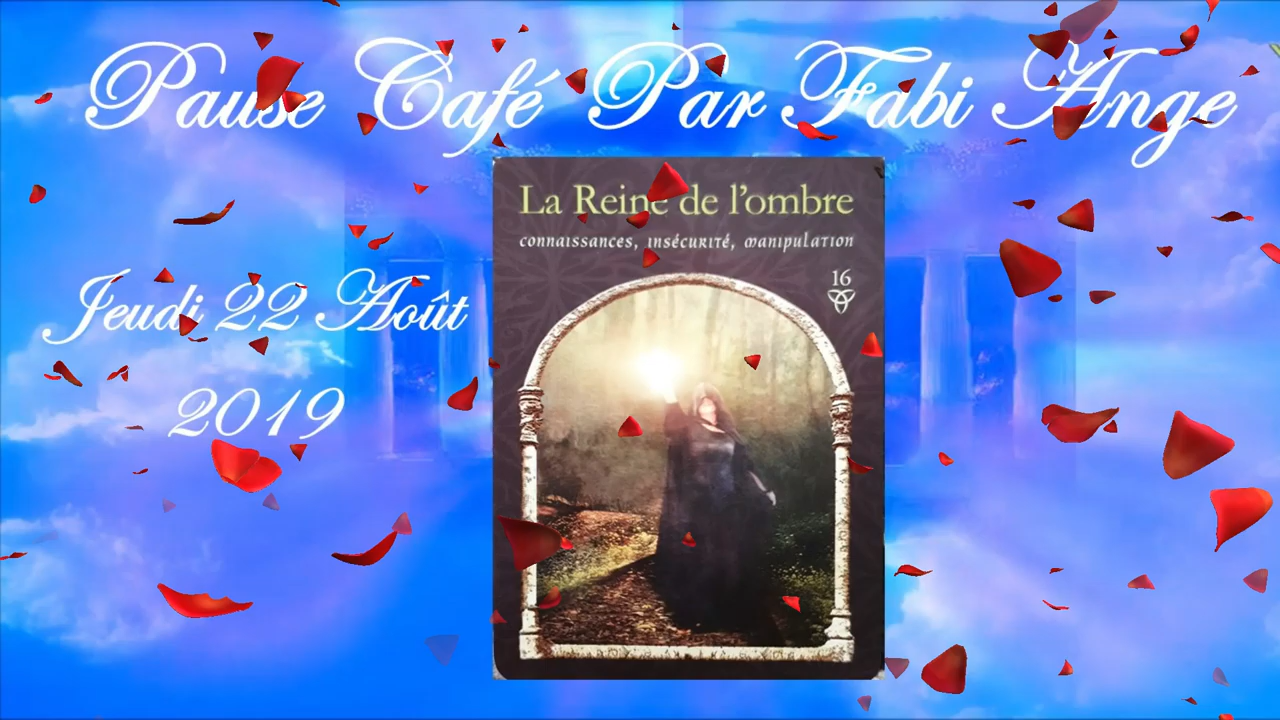 Pause Café Par Fabi Ange
La Reine de l'ombre
connaissances, insécurité, manipulation
16
Jeudi 22 Août
2019